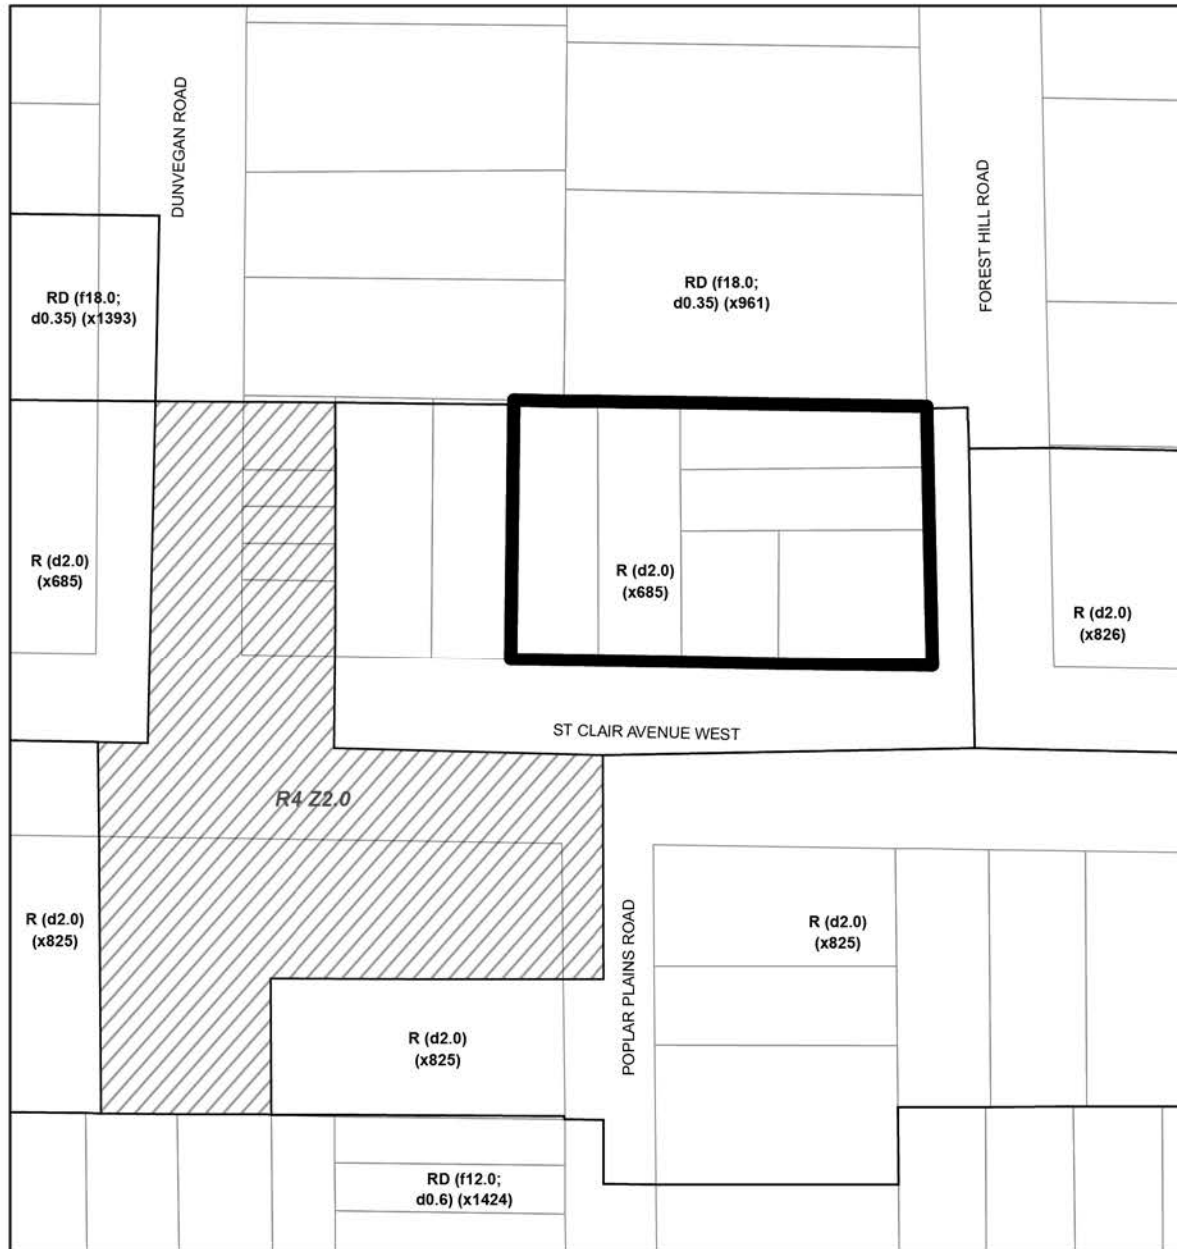 DUNVEGAN ROAD
FOREST HILL ROAD
RD (f18.0;
d0.35) (x1393)
RD (f18.0;
d0.35) (x961)
R (d2.0)
(x685)
R (d2.0)
(x685)
R (d2.0)
(x826)
ST CLAIR AVENUE WEST
R4 Z2.0
R (d2.0)
(x825)
POPLAR PLAINS ROAD
R (d2.0)
(x825)
R (d2.0)
(x825)
RD (f12.0;
d0.6) (x1424)